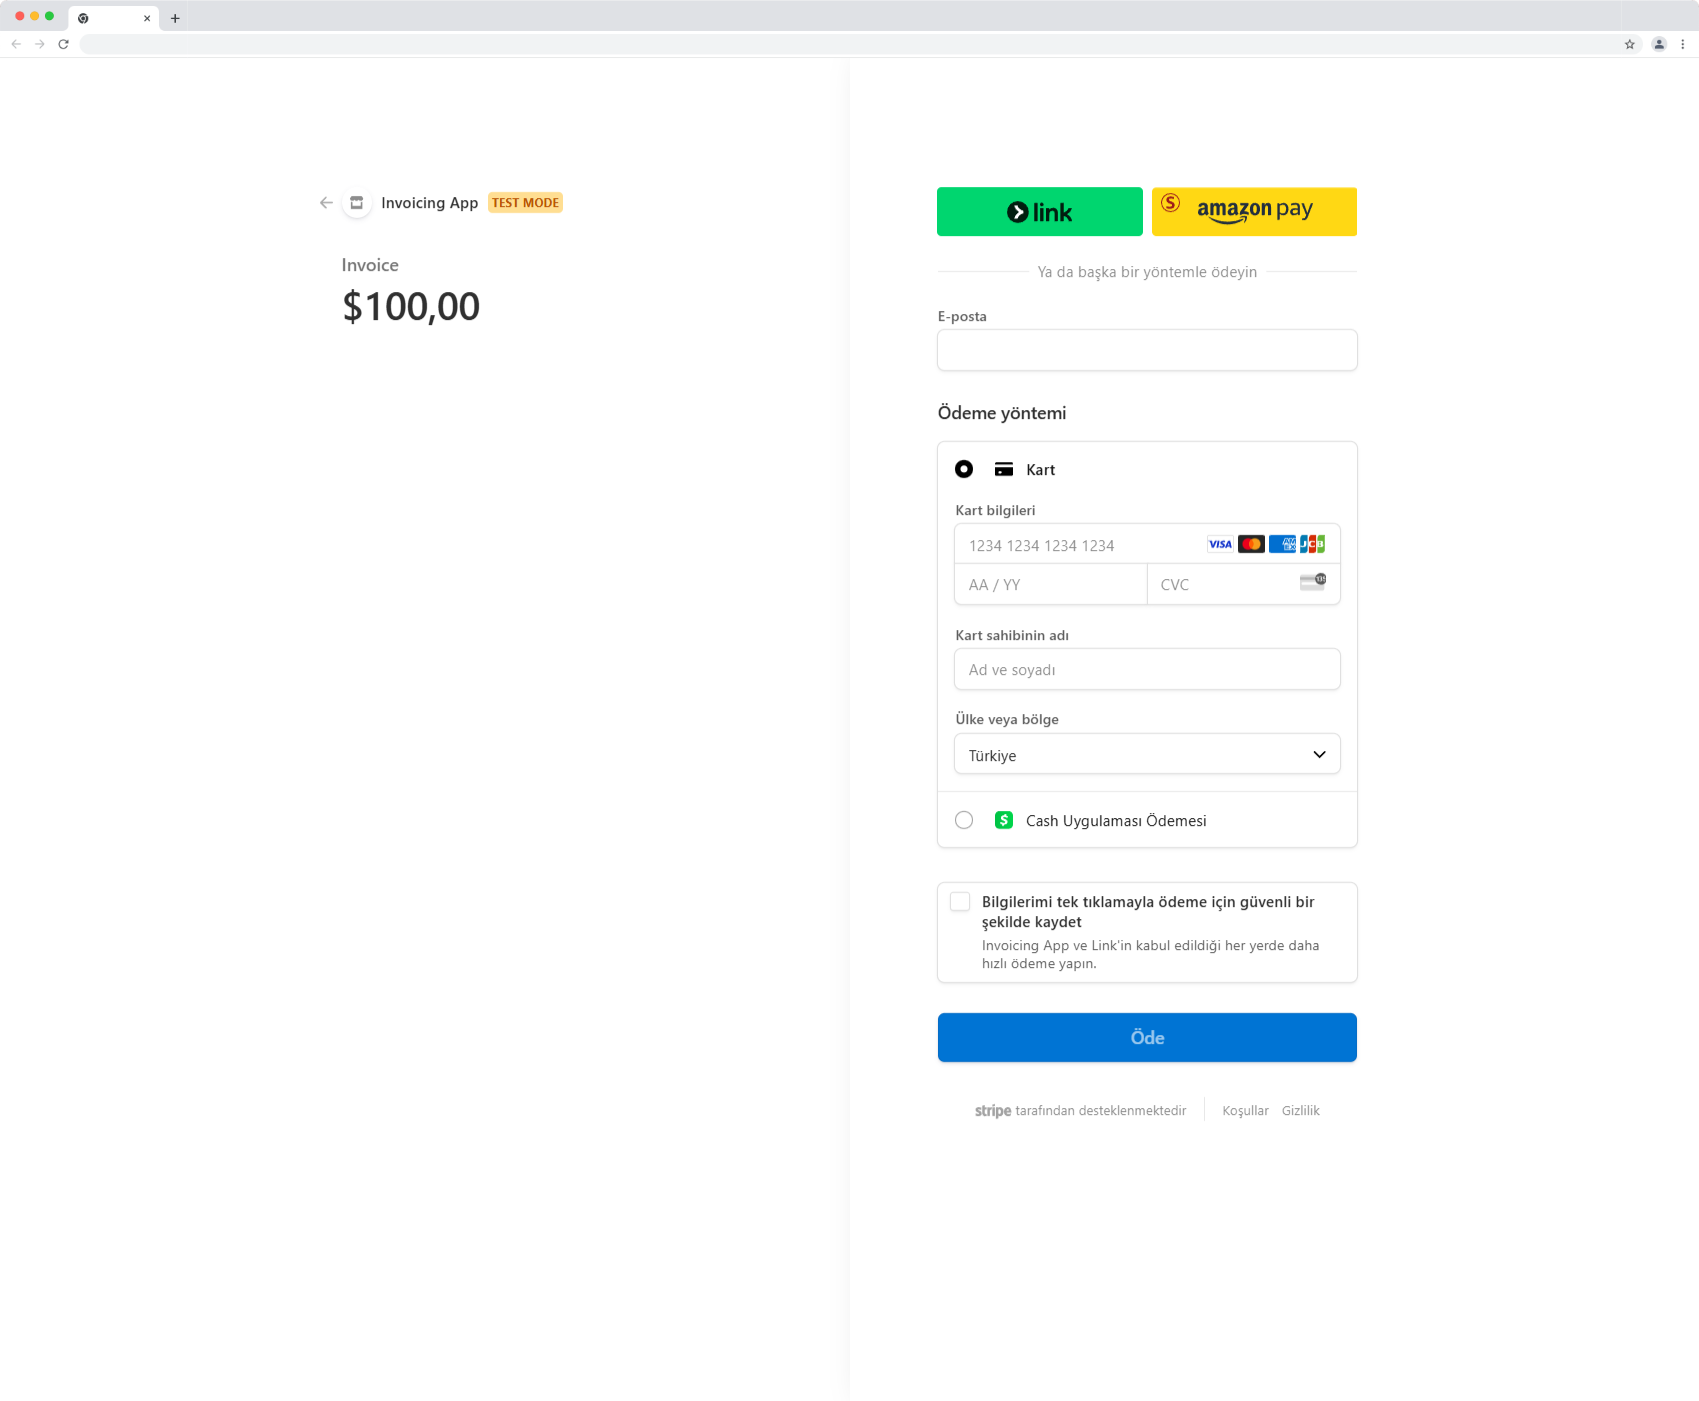 Invoicing App TEST MODE
Invoice
$100,00
link
amazon pay
Ya da başka bir yöntemle ödeyin
E-posta
Ödeme yöntemi
Kart
Kart bilgileri
1234 1234 1234 1234 VISA AMEX JCB
AA / YY CVC 135
Kart sahibinin adı
Ad ve soyadı
Ülke veya bölge
Türkiye
$ Cash Uygulaması Ödemesi
Bilgilerimi tek tıklamayla ödeme için güvenli bir
şekilde kaydet
Invoicing App ve Link'in kabul edildiği her yerde daha
hızlı ödeme yapın.
Öde
stripe tarafından desteklenmektedir Koşullar Gizlilik